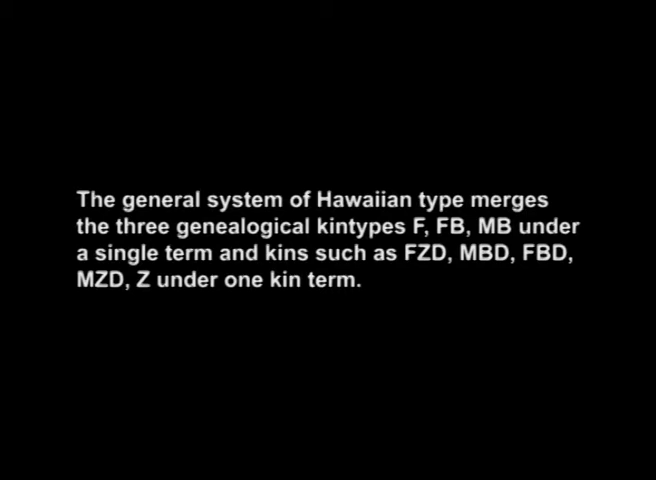 The general system of Hawaiian type merges
the three genealogical kintypes F, FB, MB under
a single term and kins such as FZD, MBD, FBD,
MZD, Z under one kin term.